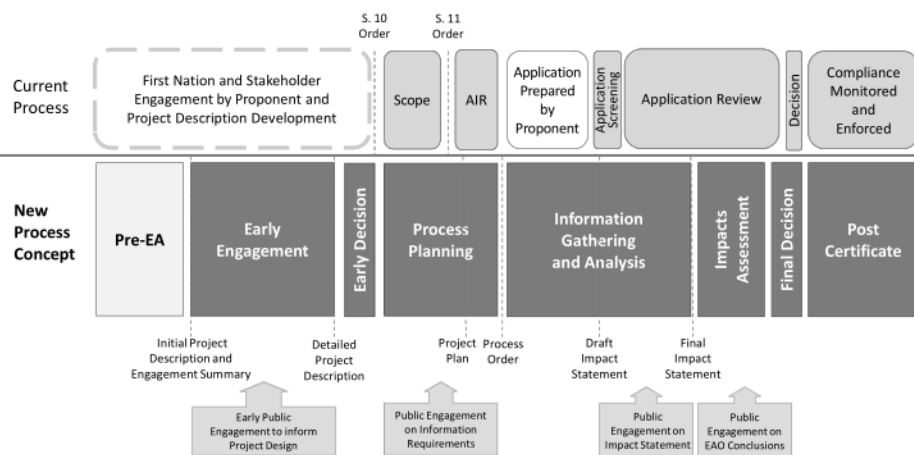 S. 10
Order
S. 11
Order
Current
Process
First Nation and Stakeholder
Engagement by Proponent and
Project Description Development
Scope
AIR
Application
Prepared
by
Proponent
Application
Screening
Application Review
Decision
Compliance
Monitored
and
Enforced
New
Process
Concept
Pre-EA
Early
Engagement
Early Decision
Process
Planning
Information
Gathering
and Analysis
Impacts
Assessment
Final Decision
Post
Certificate
Initial Project
Description and
Engagement Summary
Detailed
Project
Description
Project
Plan
Process
Order
Draft
Impact
Statement
Final
Impact
Statement
Early Public
Engagement to inform
Project Design
Public Engagement
on Information
Requirements
Public
Engagement on
Impact Statement
Public
Engagement on
EAO Conclusions